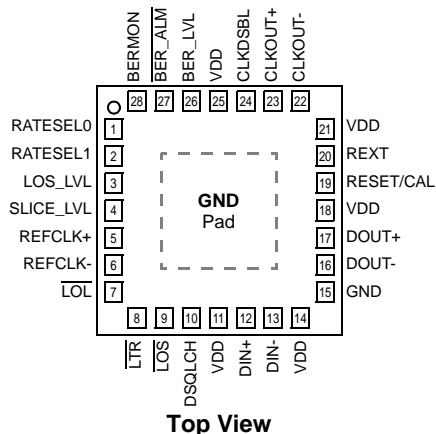 BERMON
BER_ALM
BER_LVL
VDD
CLKDSBL
CLKOUT+
CLKOUT-
28 27 26 25 24 23 22
RATESEL0 1
RATESEL1 2
LOS_LVL 3
SLICE_LVL 4
REFCLK+ 5
REFCLK- 6
LOL 7
GND
Pad
21 VDD
20 REXT
19 RESET/CAL
18 VDD
17 DOUT+
16 DOUT-
15 GND
8 9 10 11 12 13 14
LTR
LOS
DSQLCH
VDD
DIN+
DIN-
VDD
Top View